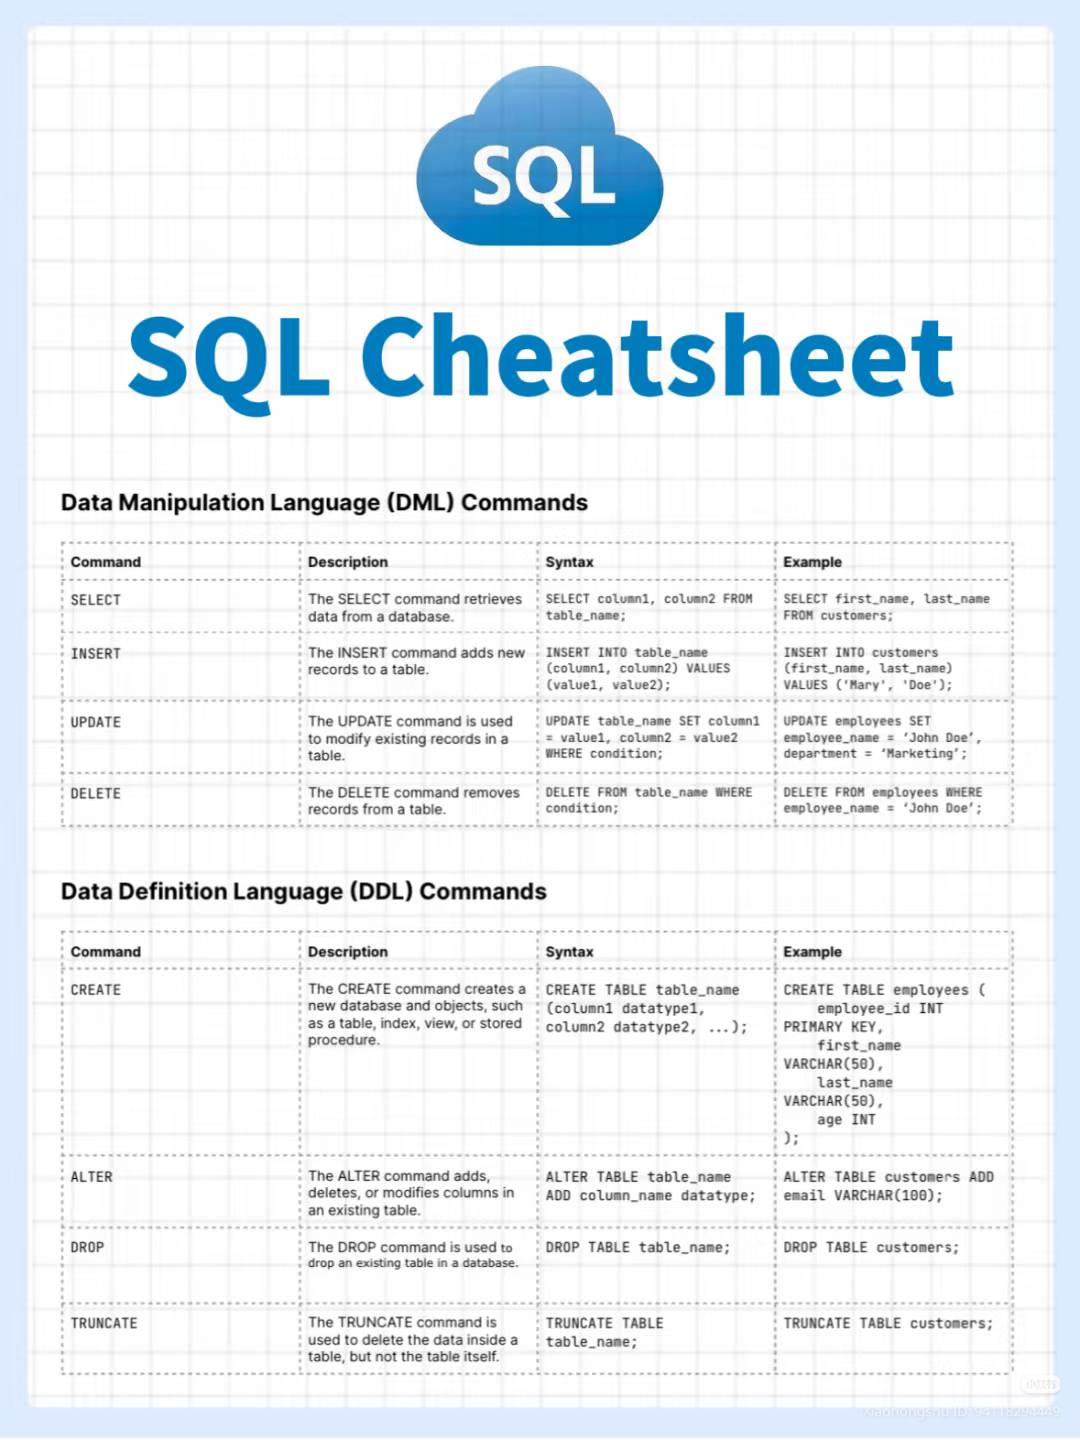 SQL
SQL Cheatsheet
Data Manipulation Language (DML) Commands
Command Description Syntax Example
SELECT
The SELECT command retrieves
data from a database.
SELECT column1, column2 FROM
table_name;
SELECT first_name, last_name
FROM customers;
INSERT
The INSERT command adds new
records to a table.
INSERT INTO table_name
(column1, column2) VALUES
(value1, value2);
INSERT INTO customers
(first_name, last_name)
VALUES ('Mary', 'Doe');
UPDATE
The UPDATE command is used
to modify existing records in a
table.
UPDATE table_name SET column1
= value1, column2 = value2
WHERE condition;
UPDATE employees SET
employee_name = ‘John Doe’,
department = ‘Marketing’;
DELETE
The DELETE command removes
records from a table.
DELETE FROM table_name WHERE
condition;
DELETE FROM employees WHERE
employee_name = ‘John Doe’;
Data Definition Language (DDL) Commands
Command Description Syntax Example
CREATE
The CREATE command creates a
new database and objects, such
as a table, index, view, or stored
procedure.
CREATE TABLE table_name
(column1 datatype1,
column2 datatype2, ...);
CREATE TABLE employees (
employee_id INT
PRIMARY KEY,
first_name
VARCHAR(50),
last_name
VARCHAR(50),
age INT
);
ALTER
The ALTER command adds,
deletes, or modifies columns in
an existing table.
ALTER TABLE table_name
ADD column_name datatype;
ALTER TABLE customers ADD
email VARCHAR(100);
DROP
The DROP command is used to
drop an existing table in a database.
DROP TABLE table_name;
DROP TABLE customers;
TRUNCATE
The TRUNCATE command is
used to delete the data inside a
table, but not the table itself.
TRUNCATE TABLE
table_name;
TRUNCATE TABLE customers;
小红书